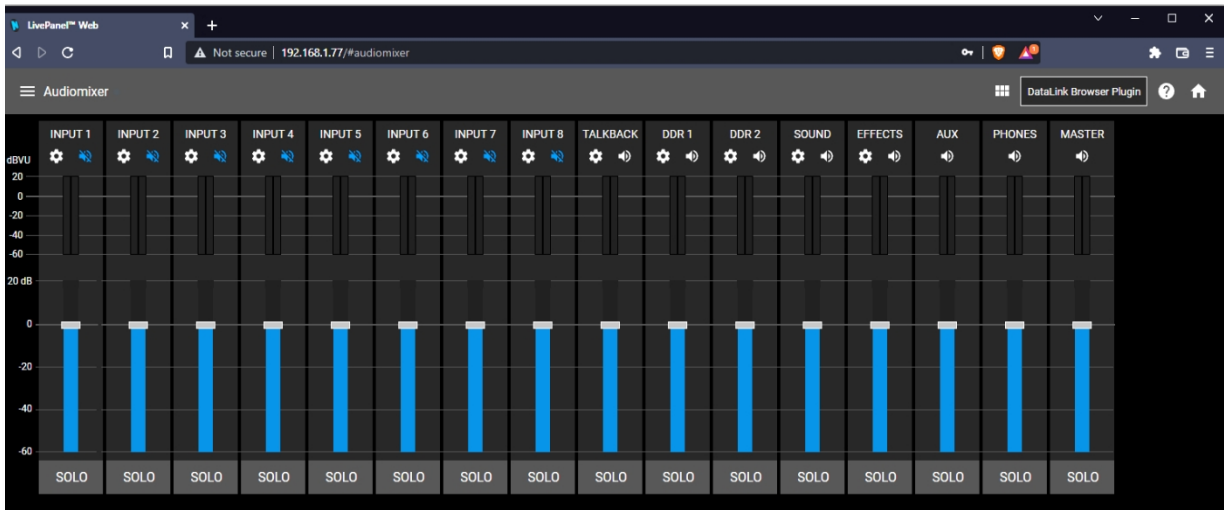 LivePanel™ Web
Not secure | 192.168.1.77/#audiomixer
Audiomixer
DataLink Browser Plugin
INPUT 1 INPUT 2 INPUT 3 INPUT 4 INPUT 5 INPUT 6 INPUT 7 INPUT 8 TALKBACK DDR 1 DDR 2 SOUND EFFECTS AUX PHONES MASTER
dBVU
20
0
-20
-40
-60
20 dB
0
-20
-40
-60
SOLO SOLO SOLO SOLO SOLO SOLO SOLO SOLO SOLO SOLO SOLO SOLO SOLO SOLO SOLO SOLO